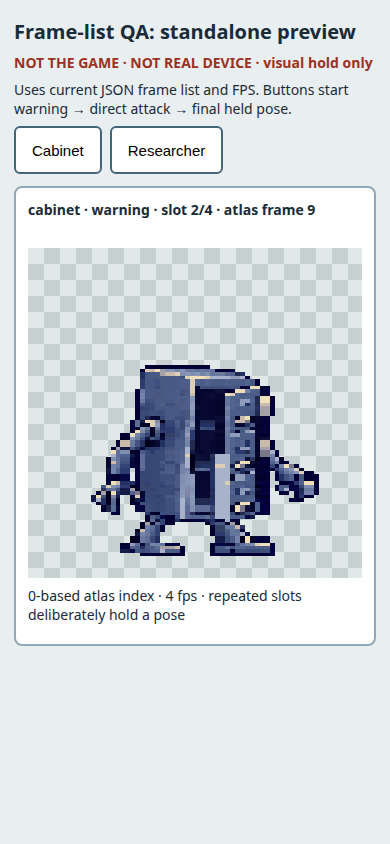 Frame-list QA: standalone preview
NOT THE GAME · NOT REAL DEVICE · visual hold only
Uses current JSON frame list and FPS. Buttons start
warning → direct attack → final held pose.
Cabinet
Researcher
cabinet · warning · slot 2/4 · atlas frame 9
0-based atlas index · 4 fps · repeated slots
deliberately hold a pose